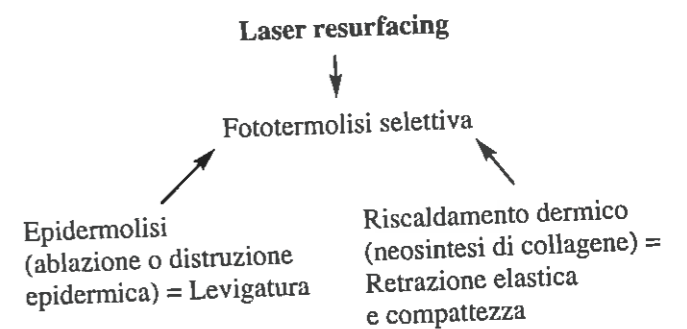 Laser resurfacing
Fototermolisi selettiva
Epidermolisi
(ablazione o distruzione
epidermica) = Levigatura
Riscaldamento dermico
(neosintesi di collagene) =
Retrazione elastica
e compattezza